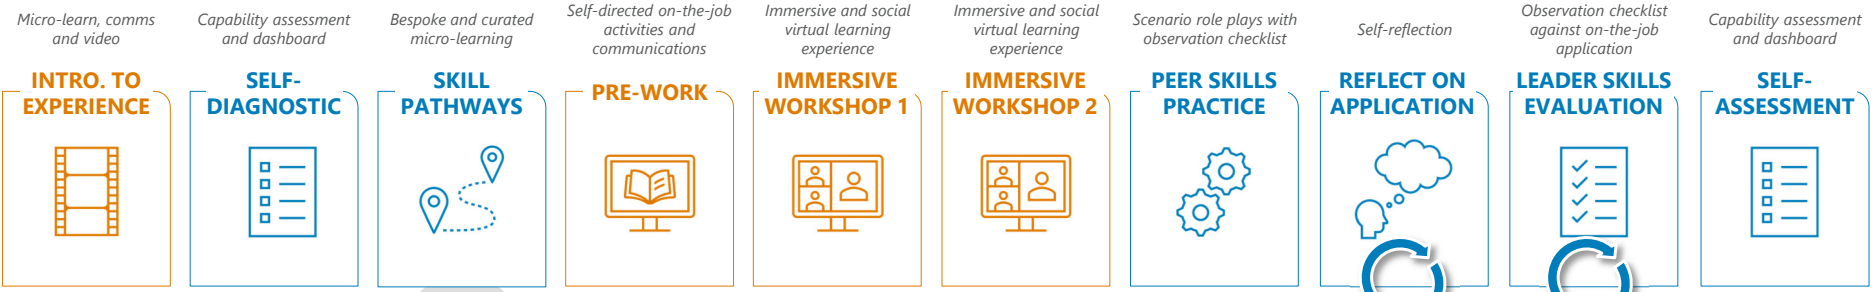 Micro-learn, comms
and video
INTRO. TO
EXPERIENCE
Capability assessment
and dashboard
SELF-
DIAGNOSTIC
Bespoke and curated
micro-learning
SKILL
PATHWAYS
Self-directed on-the-job
activities and
communications
PRE-WORK
Immersive and social
virtual learning
experience
IMMERSIVE
WORKSHOP 1
Immersive and social
virtual learning
experience
IMMERSIVE
WORKSHOP 2
Scenario role plays with
observation checklist
PEER SKILLS
PRACTICE
Self-reflection
REFLECT ON
APPLICATION
Observation checklist
against on-the-job
application
LEADER SKILLS
EVALUATION
Capability assessment
and dashboard
SELF-
ASSESSMENT